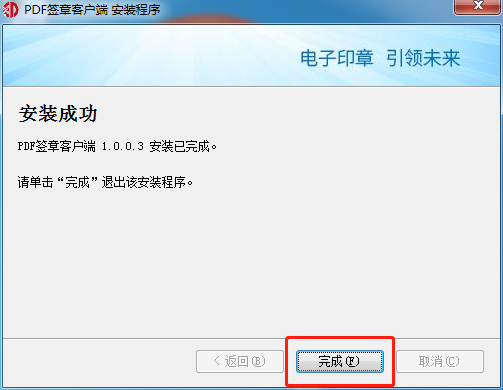 PDF签章客户端 安装程序
电子印章 引领未来
安装成功
PDF签章客户端 1.0.0.3 安装已完成。
请单击“完成”退出该安装程序。
< 返回(B) 完成(F) 取消(C)